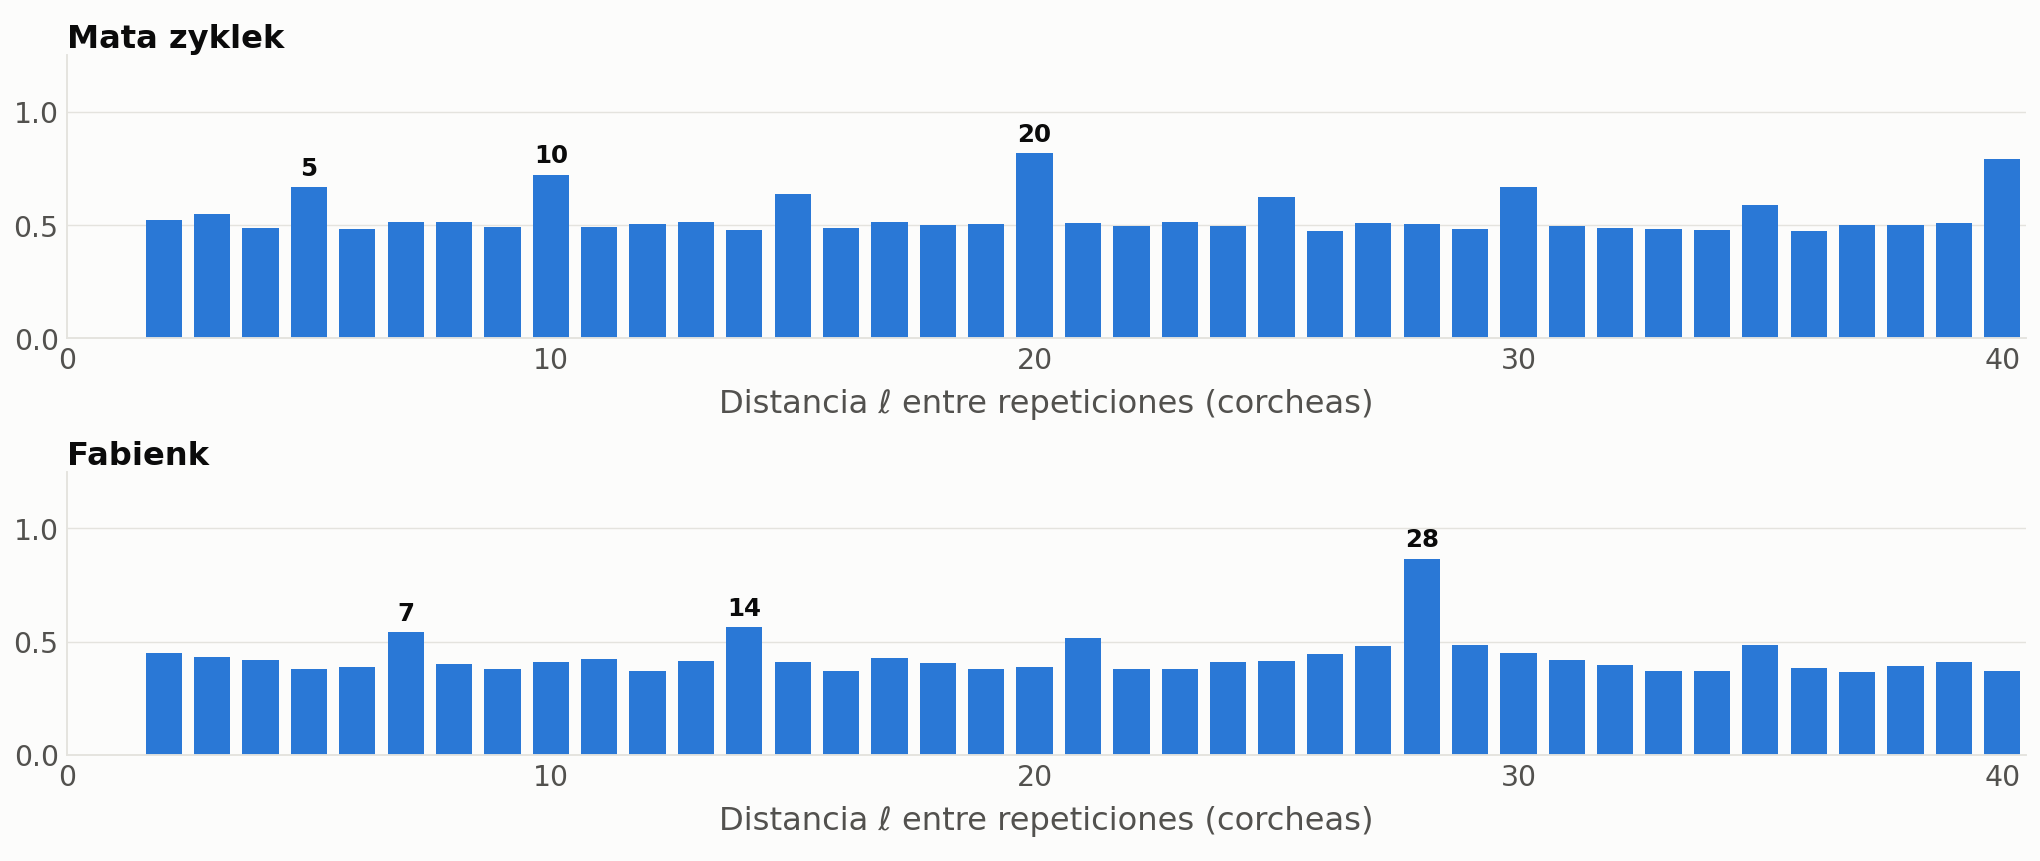 Mata zyklek
1.0
0.5
0.0
5
10
20
0 10 20 30 40
Distancia ℓ entre repeticiones (corcheas)
Fabienk
1.0
0.5
0.0
7
14
28
0 10 20 30 40
Distancia ℓ entre repeticiones (corcheas)